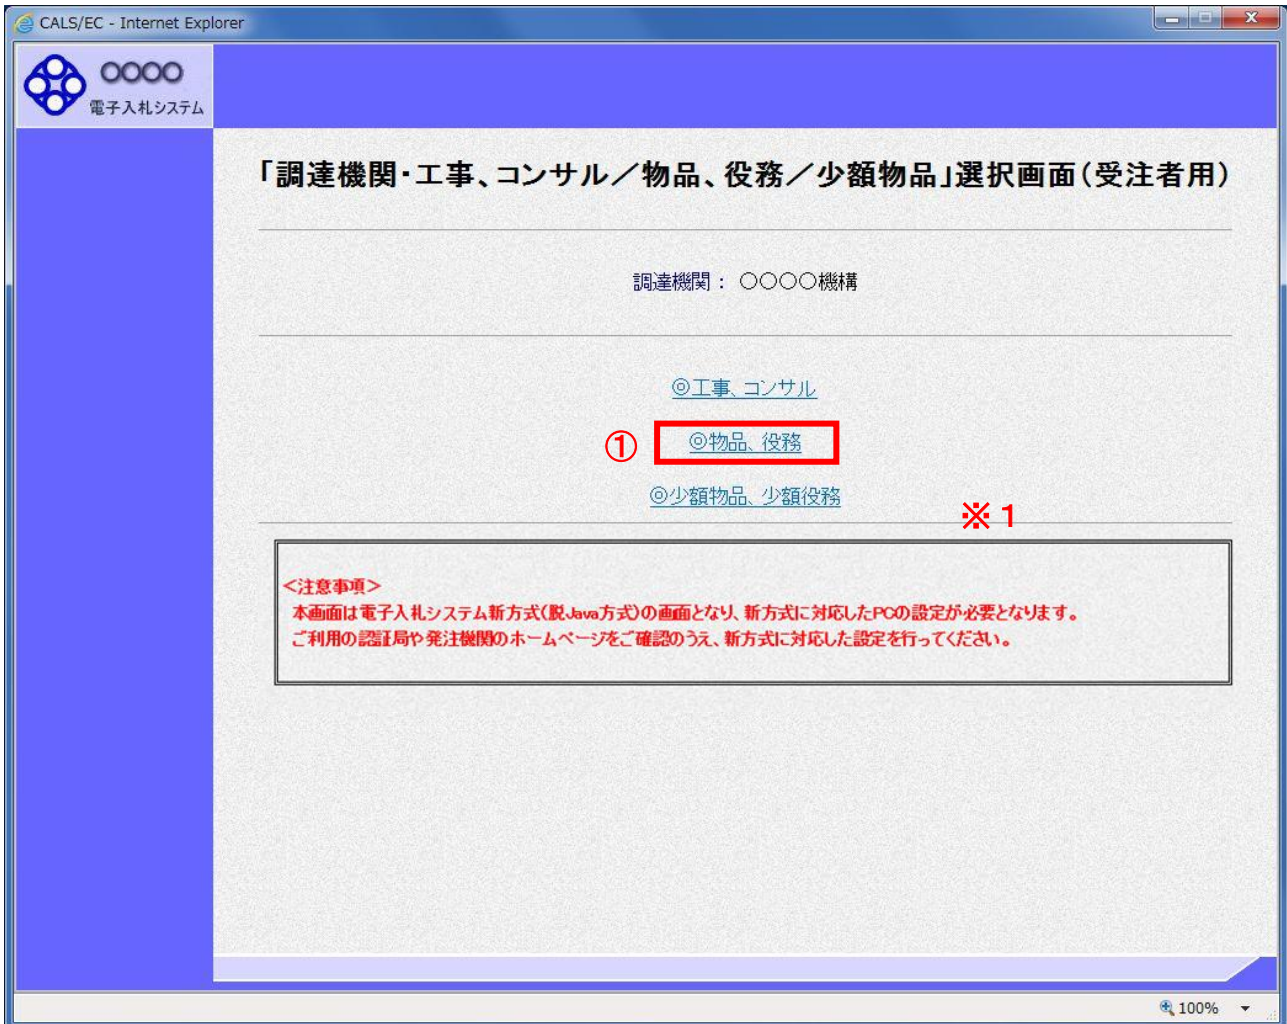 CALS/EC - Internet Explorer
○○○○
電子入札システム
「調達機関・工事、コンサル／物品、役務／少額物品」選択画面（受注者用）
調達機関： ○○○○機構
◎工事、コンサル
① ◎物品、役務
◎少額物品、少額役務
※１
＜注意事項＞
本画面は電子入札システム新方式(脱Java方式)の画面となり、新方式に対応したPCの設定が必要となります。
ご利用の認証局や発注機関のホームページをご確認のうえ、新方式に対応した設定を行ってください。
100%